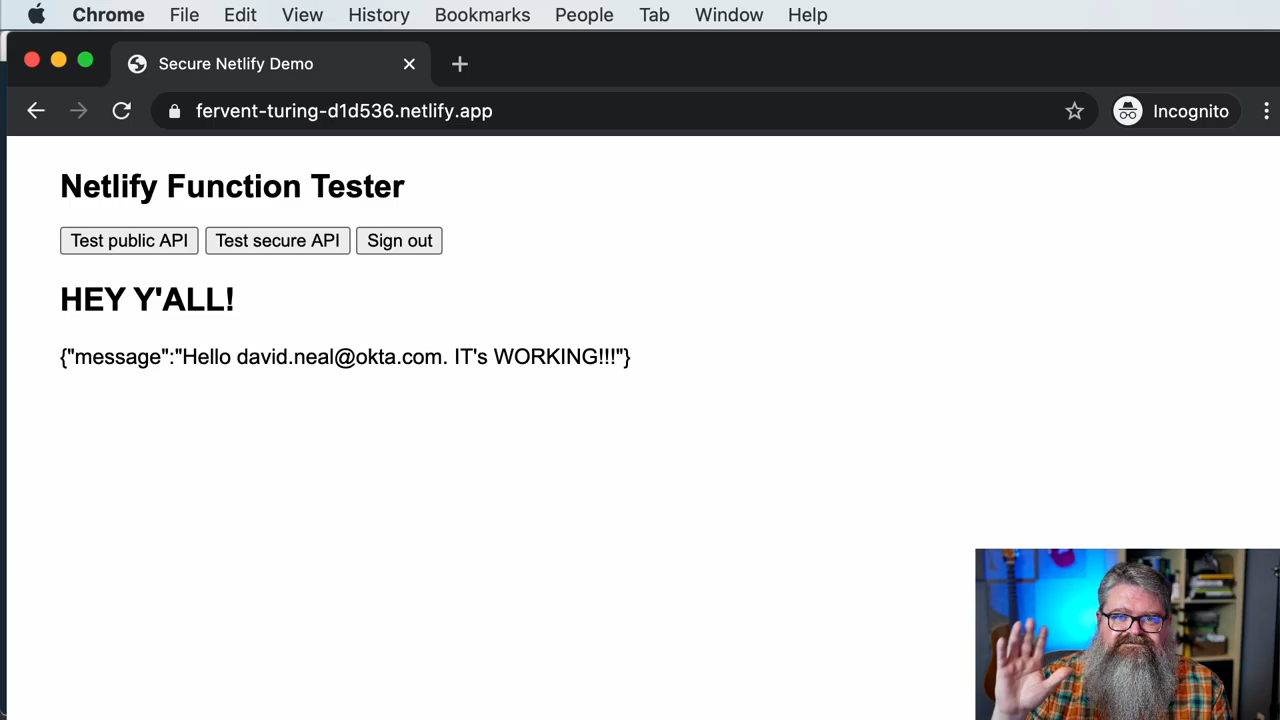 Chrome File Edit View History Bookmarks People Tab Window Help
Secure Netlify Demo
fervent-turing-d1d536.netlify.app Incognito
Netlify Function Tester
Test public API Test secure API Sign out
HEY Y'ALL!
{"message":"Hello david.neal@okta.com. IT's WORKING!!!"}